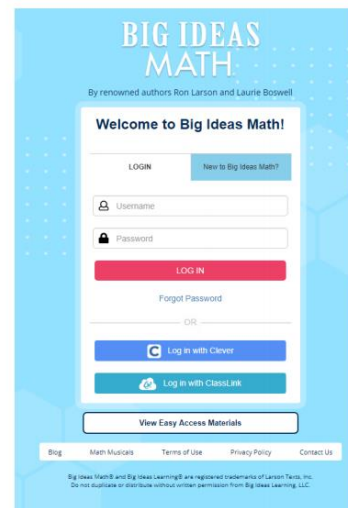 BIG IDEAS
MATH
By renowned authors Ron Larson and Laurie Boswell
Welcome to Big Ideas Math!
LOGIN
New to Big Ideas Math?
Username
Password
LOG IN
Forgot Password
OR
C Log in with Clever
Log in with ClassLink
View Easy Access Materials
Blog Math Musicals Terms of Use Privacy Policy Contact Us
Big Ideas Math® and Big Ideas Learning® are registered trademarks of Larson Texts, Inc.
Do not duplicate or distribute without written permission from Big Ideas Learning, LLC.